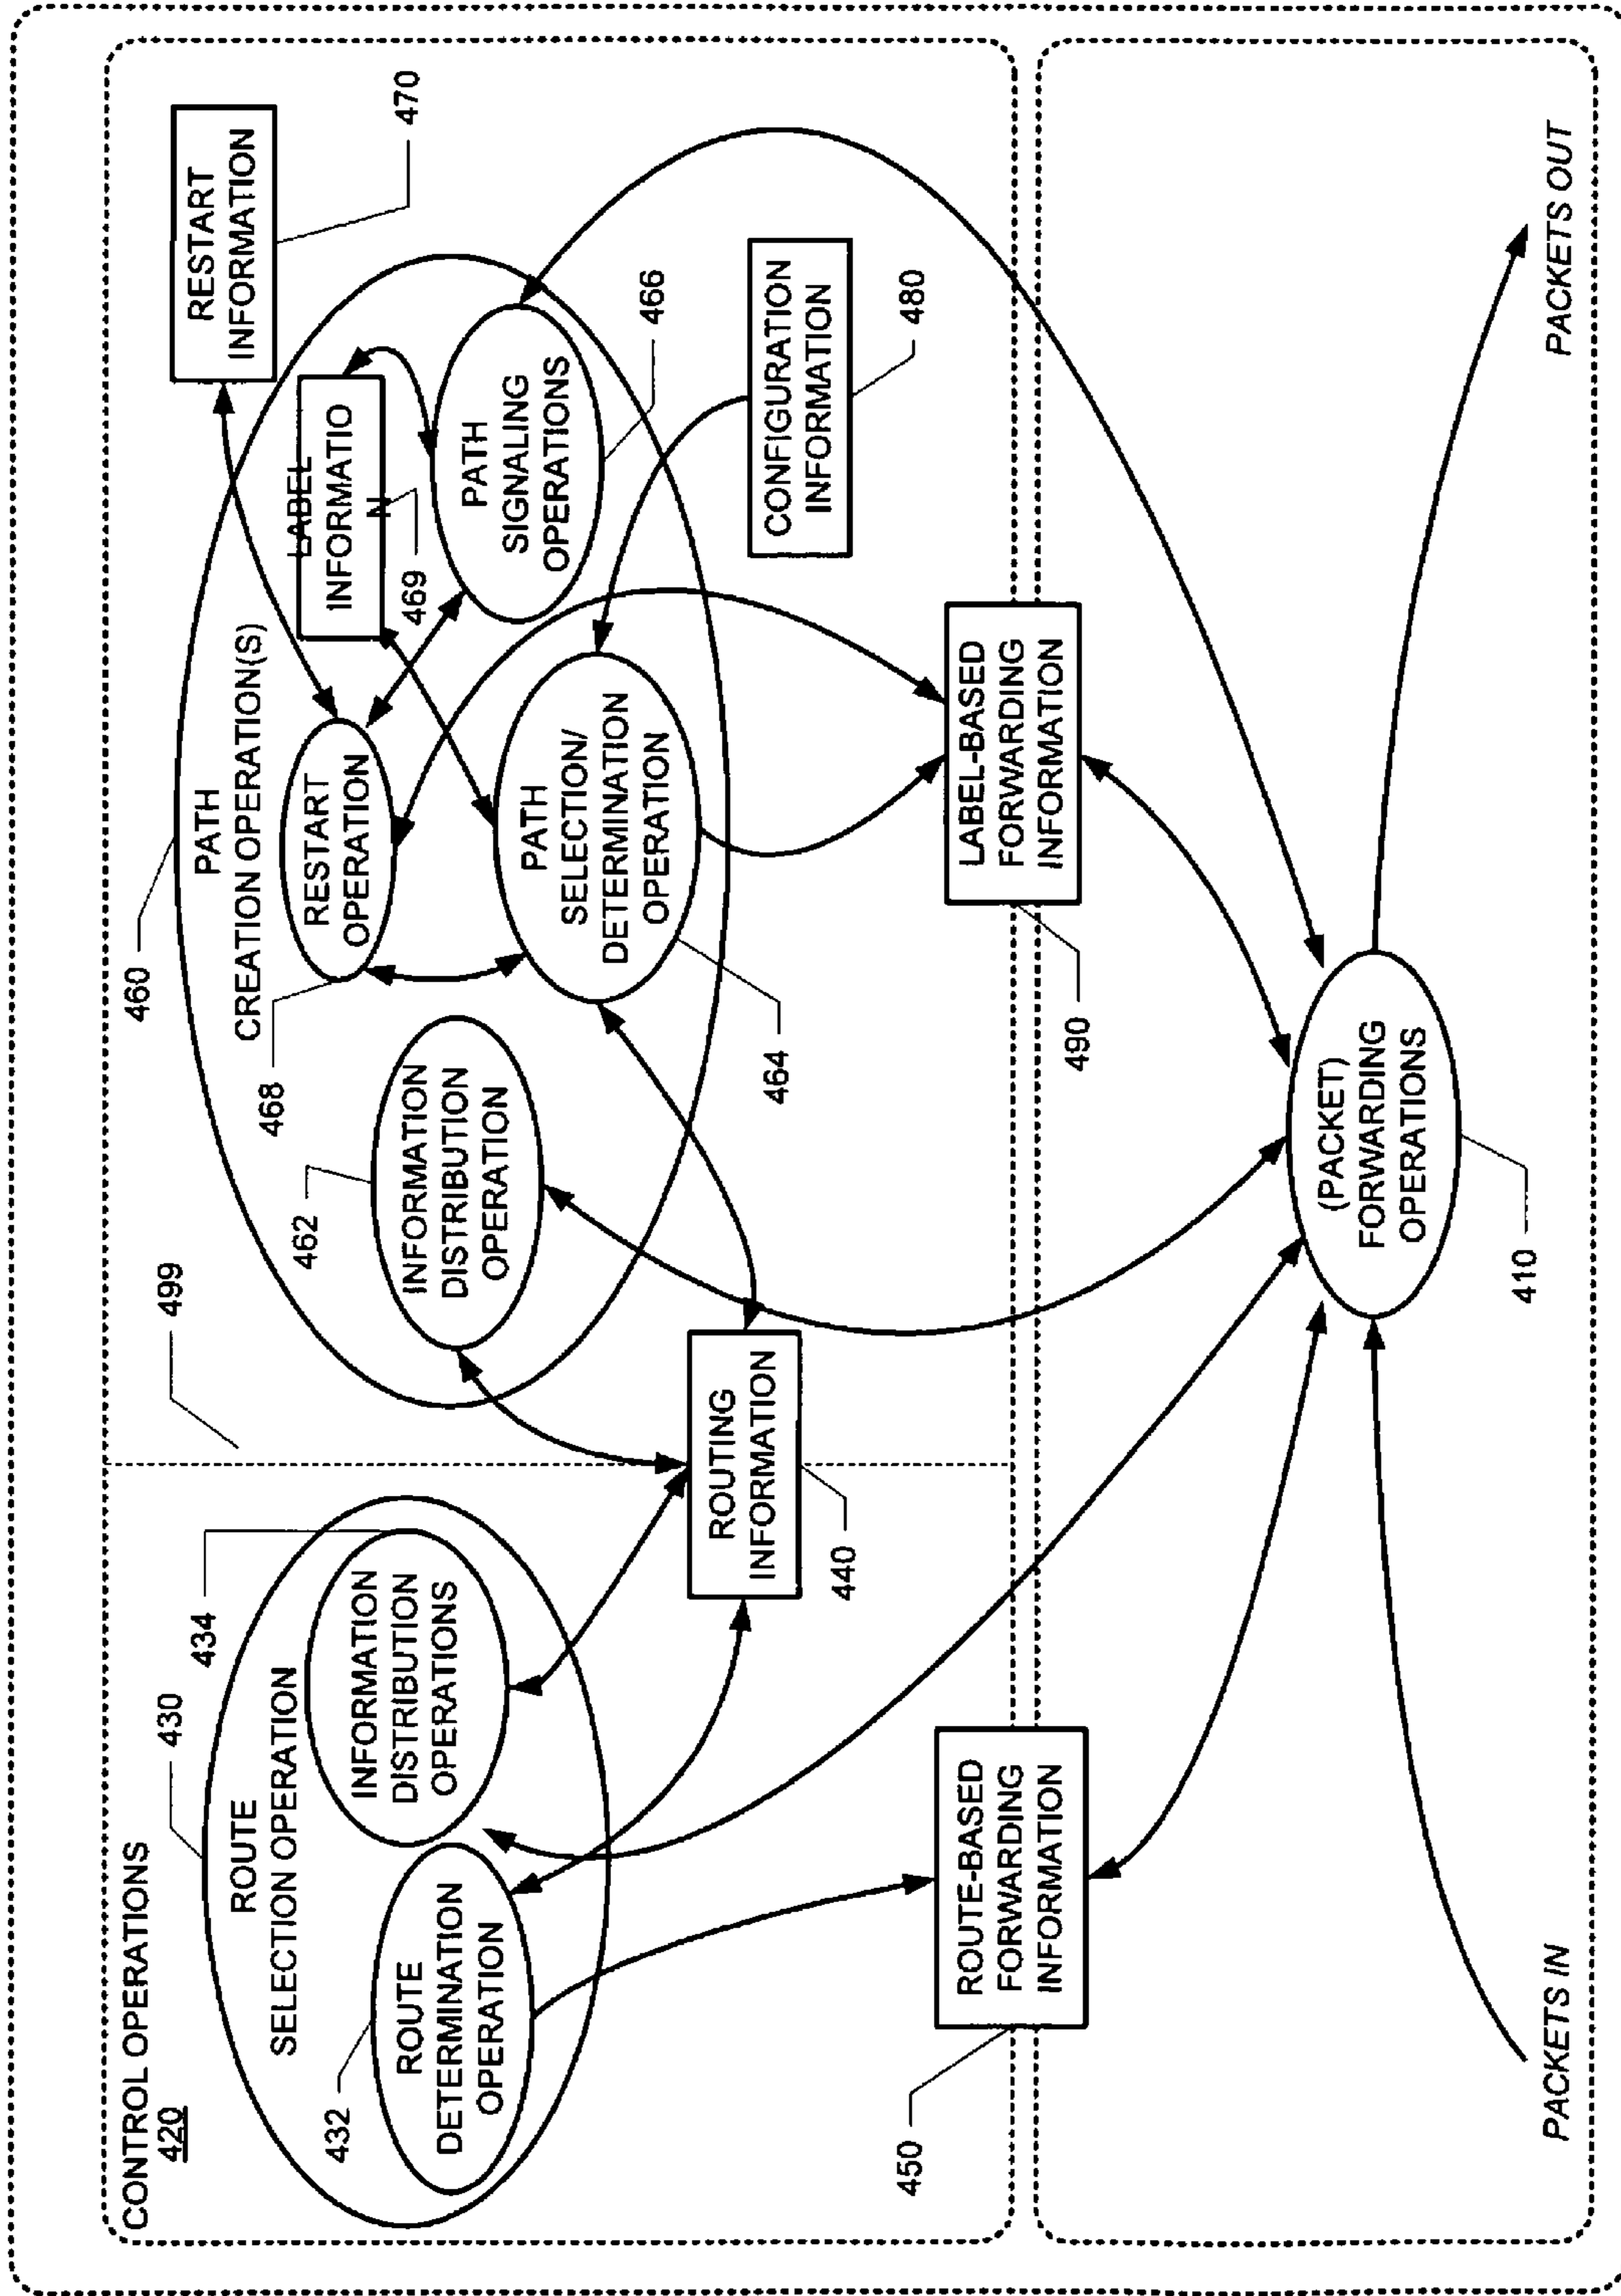 CONTROL OPERATIONS
420
430
ROUTE
SELECTION OPERATION
434
432
ROUTE
DETERMINATION
OPERATION
INFORMATION
DISTRIBUTION
OPERATIONS
499
460
PATH
CREATION OPERATION(S)
462
INFORMATION
DISTRIBUTION
OPERATION
468
RESTART
OPERATION
LABEL
INFORMATIO
N
469
RESTART
INFORMATION
470
PATH
SELECTION/
DETERMINATION
OPERATION
464
PATH
SIGNALING
OPERATIONS
466
ROUTING
INFORMATION
440
CONFIGURATION
INFORMATION
480
ROUTE-BASED
FORWARDING
INFORMATION
450
LABEL-BASED
FORWARDING
INFORMATION
490
(PACKET)
FORWARDING
OPERATIONS
410
PACKETS IN
PACKETS OUT